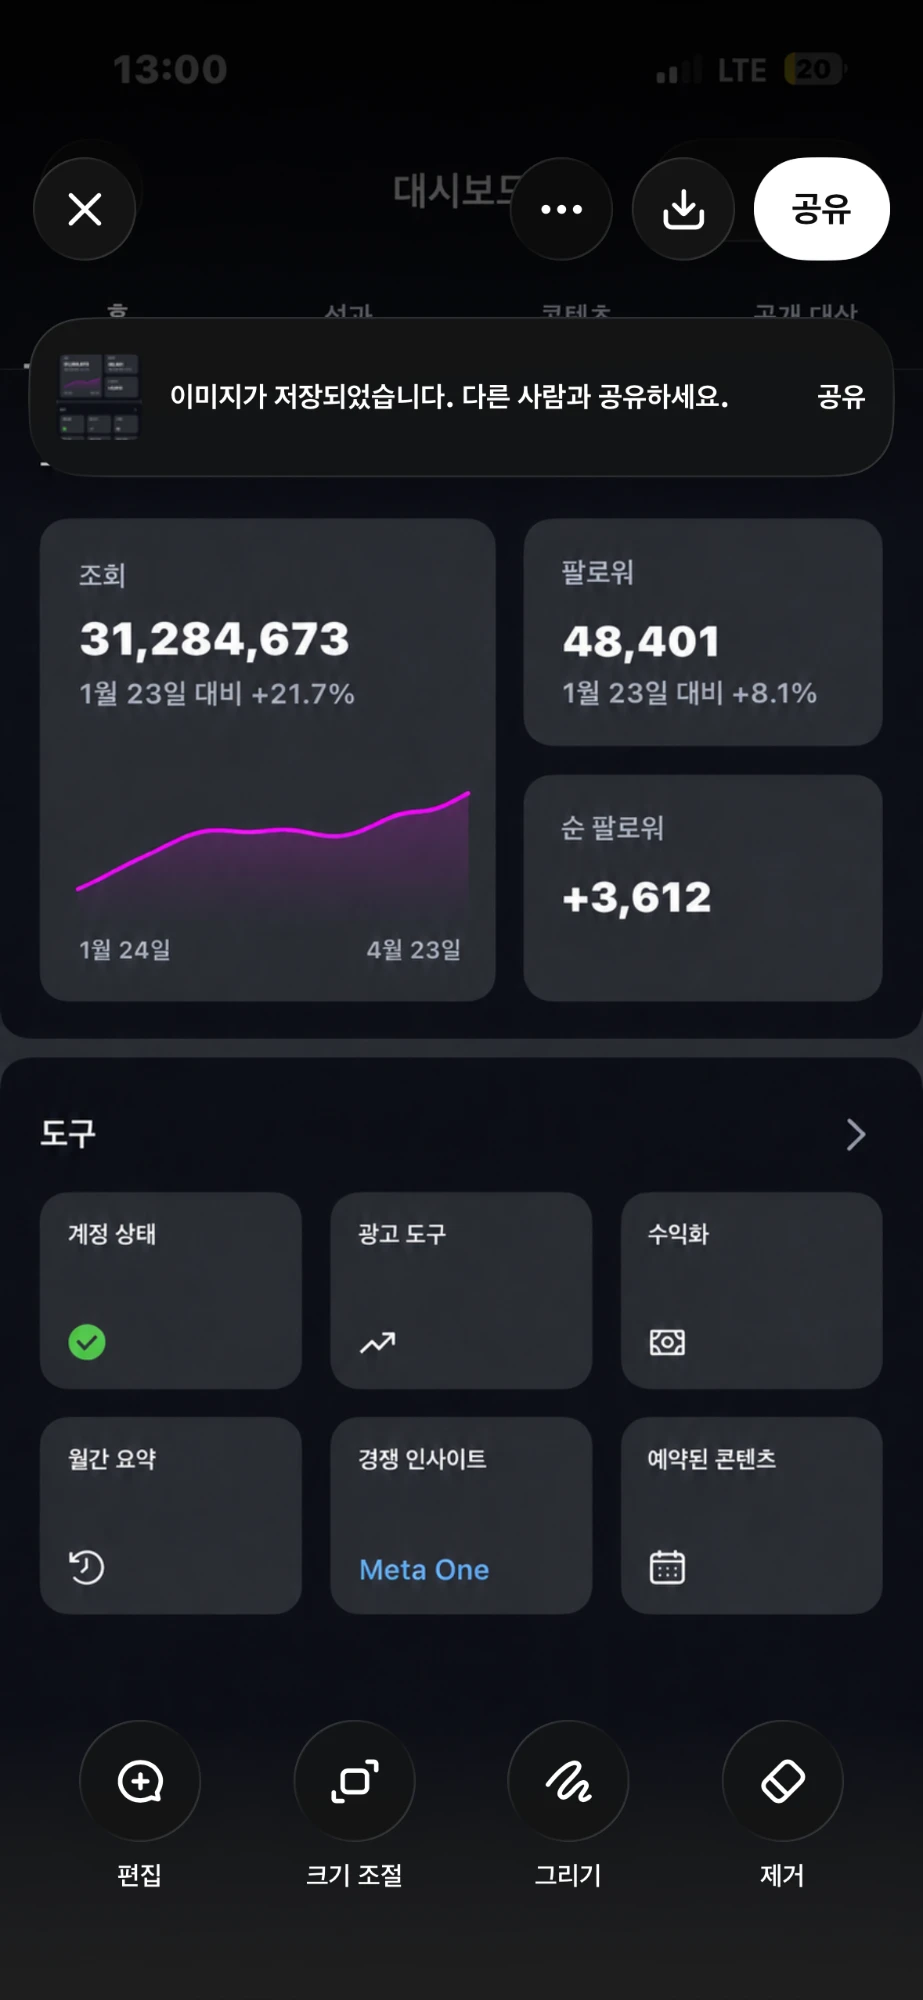 13:00
LTE 20
공유
이미지가 저장되었습니다. 다른 사람과 공유하세요.
공유
조회
31,284,673
1월 23일 대비 +21.7%
1월 24일
4월 23일
팔로워
48,401
1월 23일 대비 +8.1%
순 팔로워
+3,612
도구
계정 상태
광고 도구
수익화
월간 요약
경쟁 인사이트
Meta One
예약된 콘텐츠
편집
크기 조절
그리기
제거